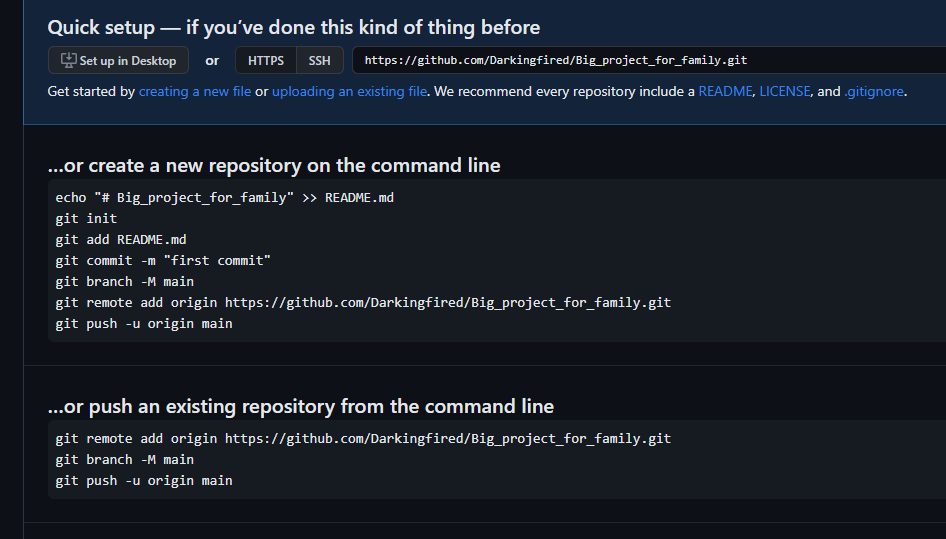 Quick setup — if you’ve done this kind of thing before
Set up in Desktop or HTTPS SSH https://github.com/Darkingfired/Big_project_for_family.git
Get started by creating a new file or uploading an existing file. We recommend every repository include a README, LICENSE, and .gitignore.
…or create a new repository on the command line
echo "# Big_project_for_family" >> README.md
git init
git add README.md
git commit -m "first commit"
git branch -M main
git remote add origin https://github.com/Darkingfired/Big_project_for_family.git
git push -u origin main
…or push an existing repository from the command line
git remote add origin https://github.com/Darkingfired/Big_project_for_family.git
git branch -M main
git push -u origin main